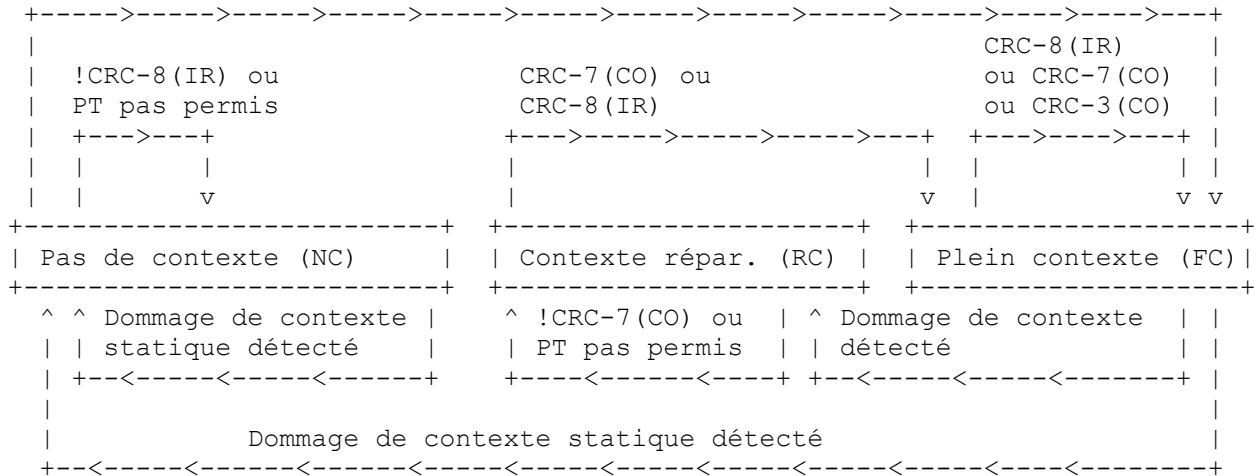 CRC-8(IR)
!CRC-8(IR) ou CRC-7(CO) ou ou CRC-7(CO)
PT pas permis CRC-8(IR) ou CRC-3(CO)
Pas de contexte (NC) Contexte répar. (RC) Plein contexte (FC)
Dommage de contexte !CRC-7(CO) ou Dommage de contexte
statique détecté PT pas permis détecté
Dommage de contexte statique détecté